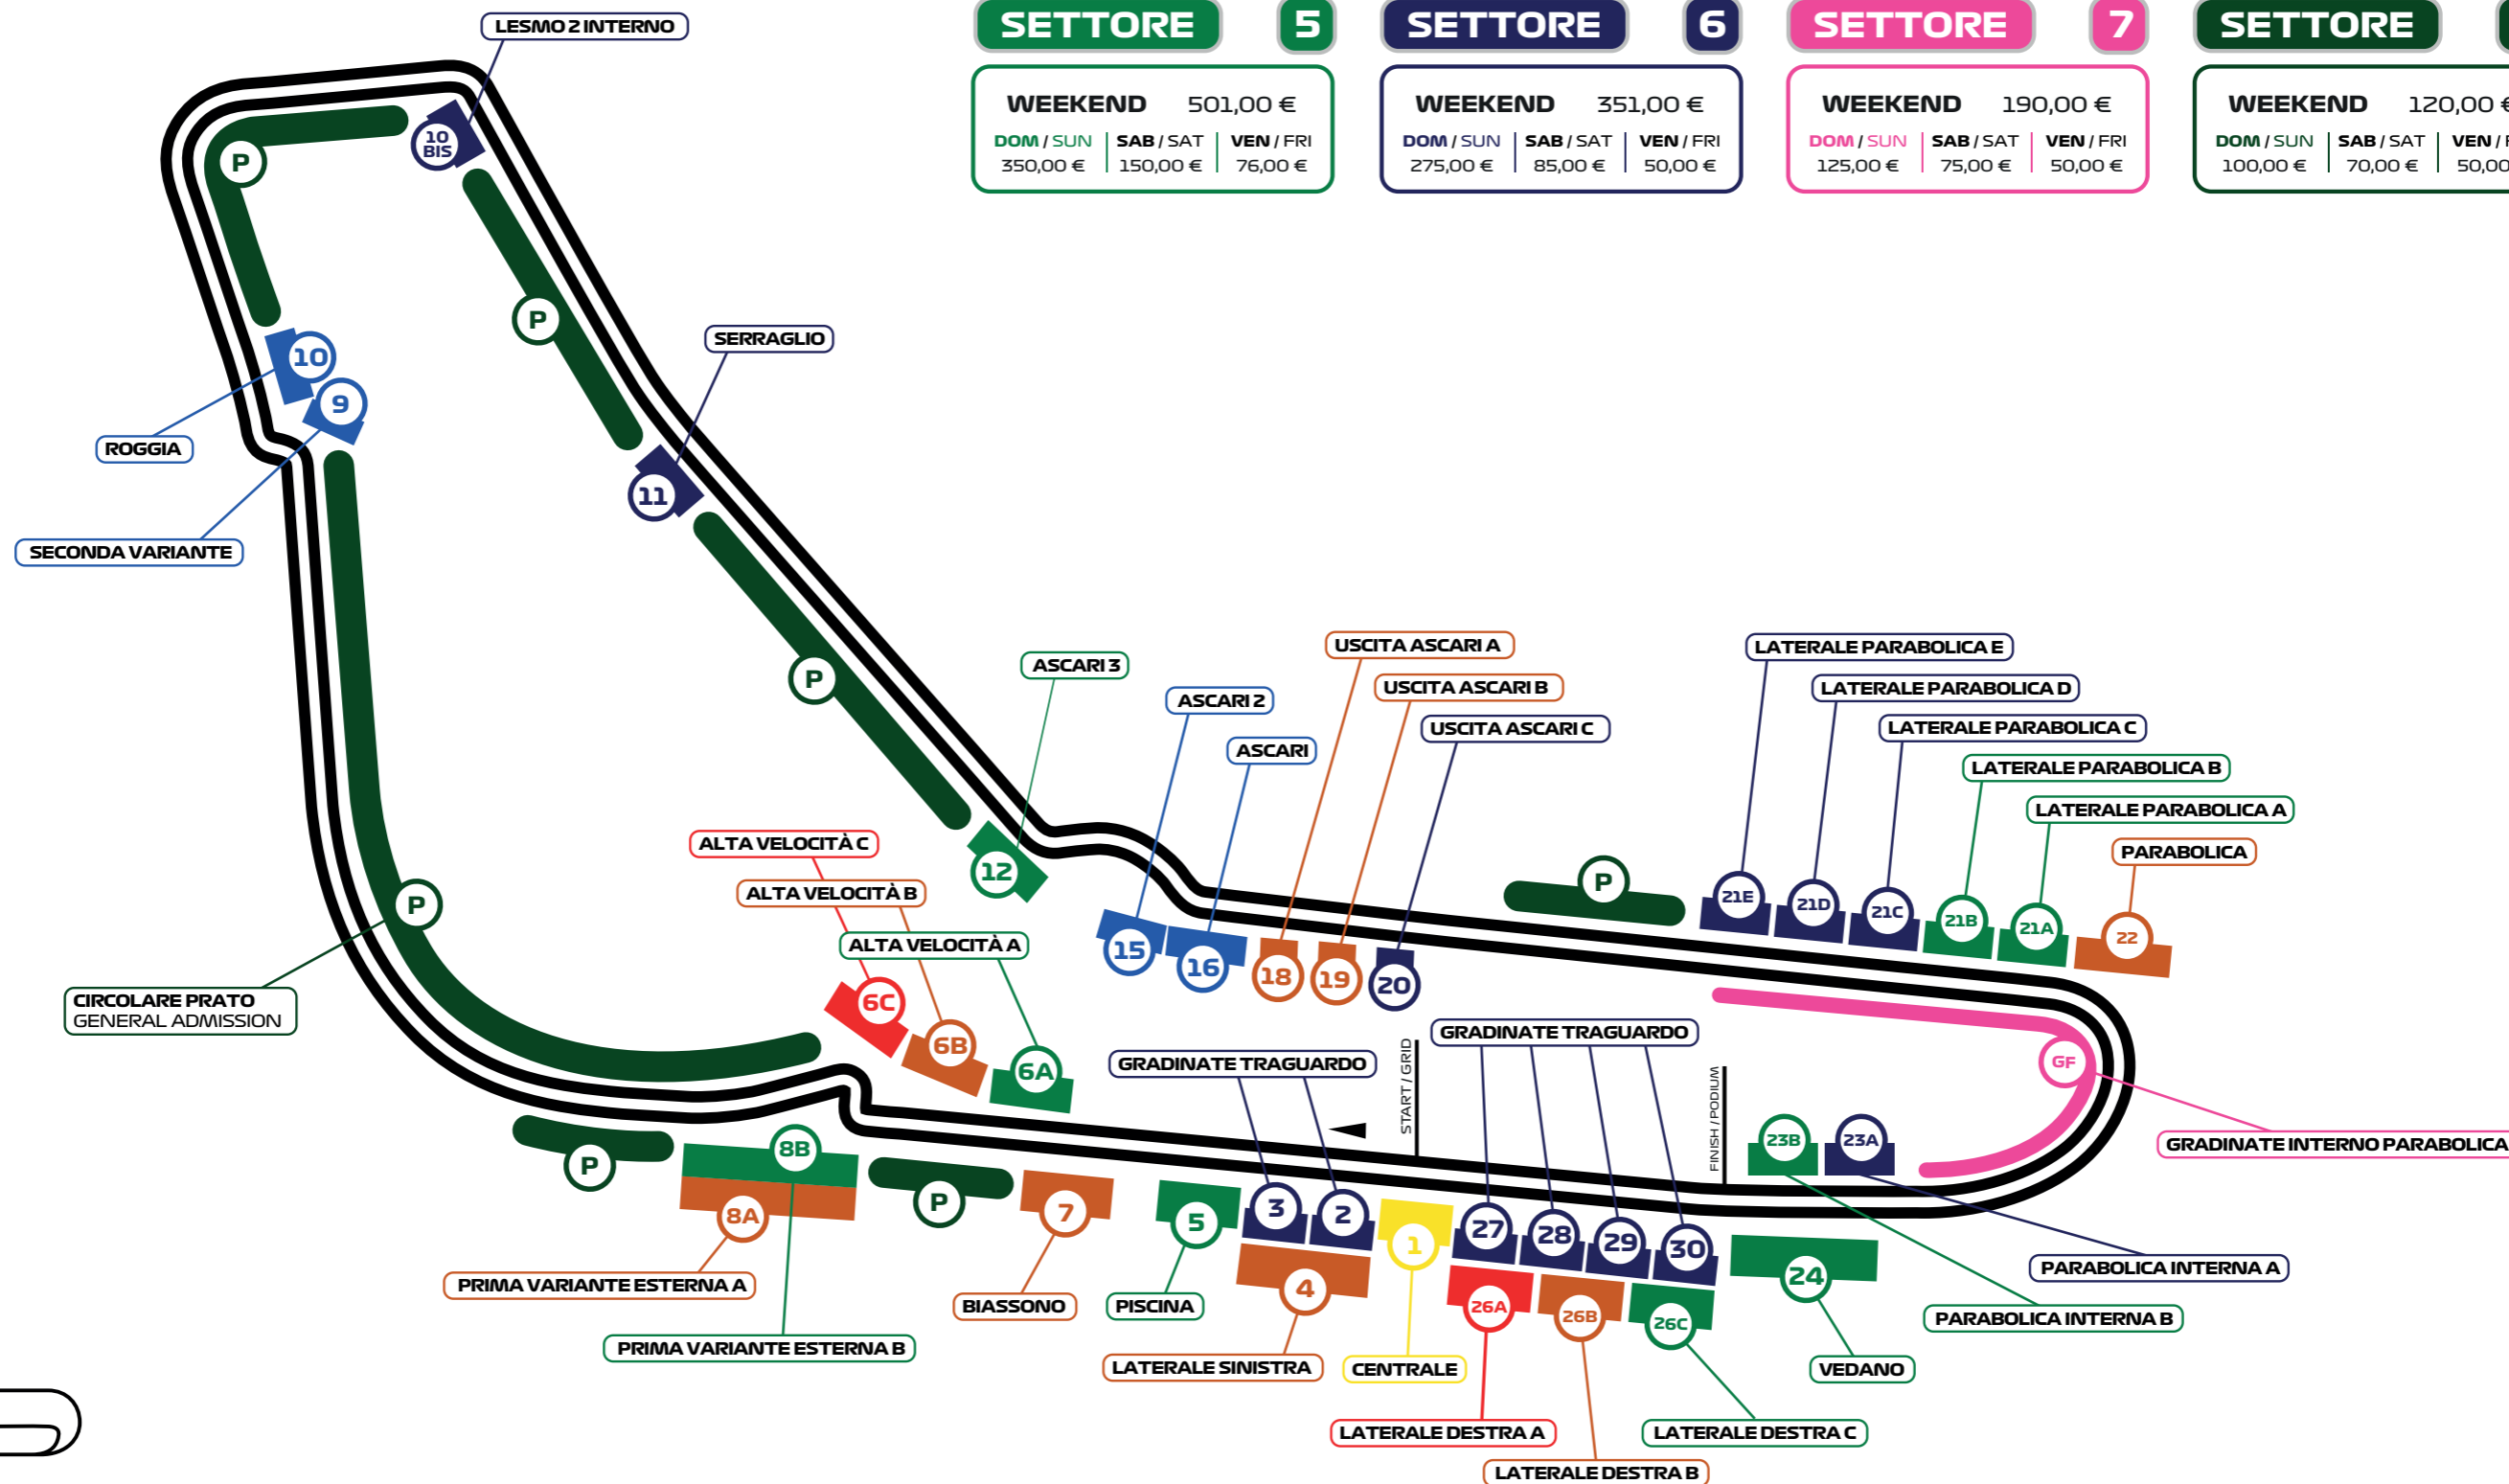 LESMO 2 INTERNO
SETTORE 5
WEEKEND 501,00 €
DOM / SUN SAB / SAT VEN / FRI
350,00 € 150,00 € 76,00 €
SETTORE 6
WEEKEND 351,00 €
DOM / SUN SAB / SAT VEN / FRI
275,00 € 85,00 € 50,00 €
SETTORE 7
WEEKEND 190,00 €
DOM / SUN SAB / SAT VEN / FRI
125,00 € 75,00 € 50,00 €
SETTORE
WEEKEND 120,00 €
DOM / SUN SAB / SAT VEN /
100,00 € 70,00 € 50,00
10
BIS
P
P
SERRAGLIO
10
9
ROGGIA
11
SECONDA VARIANTE
P
ASCARI 3
ASCARI 2
ASCARI
USCITA ASCARI A
USCITA ASCARI B
USCITA ASCARI C
LATERALE PARABOLICA E
LATERALE PARABOLICA D
LATERALE PARABOLICA C
LATERALE PARABOLICA B
LATERALE PARABOLICA A
PARABOLICA
ALTA VELOCITÀ C
ALTA VELOCITÀ B
ALTA VELOCITÀ A
12
P
P
21E
21D
21C
21B
21A
22
15
16
18
19
20
CIRCOLARE PRATO
GENERAL ADMISSION
6C
6B
6A
GRADINATE TRAGUARDO
START / GRID
GRADINATE TRAGUARDO
FINISH / PODIUM
GF
23B
23A
GRADINATE INTERNO PARABOLICA
P
8B
8A
P
7
5
3
2
1
27
28
29
30
24
4
26A
26B
26C
PARABOLICA INTERNA A
PARABOLICA INTERNA B
PRIMA VARIANTE ESTERNA A
BIASSONO
PISCINA
PRIMA VARIANTE ESTERNA B
LATERALE SINISTRA
CENTRALE
VEDANO
LATERALE DESTRA A
LATERALE DESTRA C
LATERALE DESTRA B